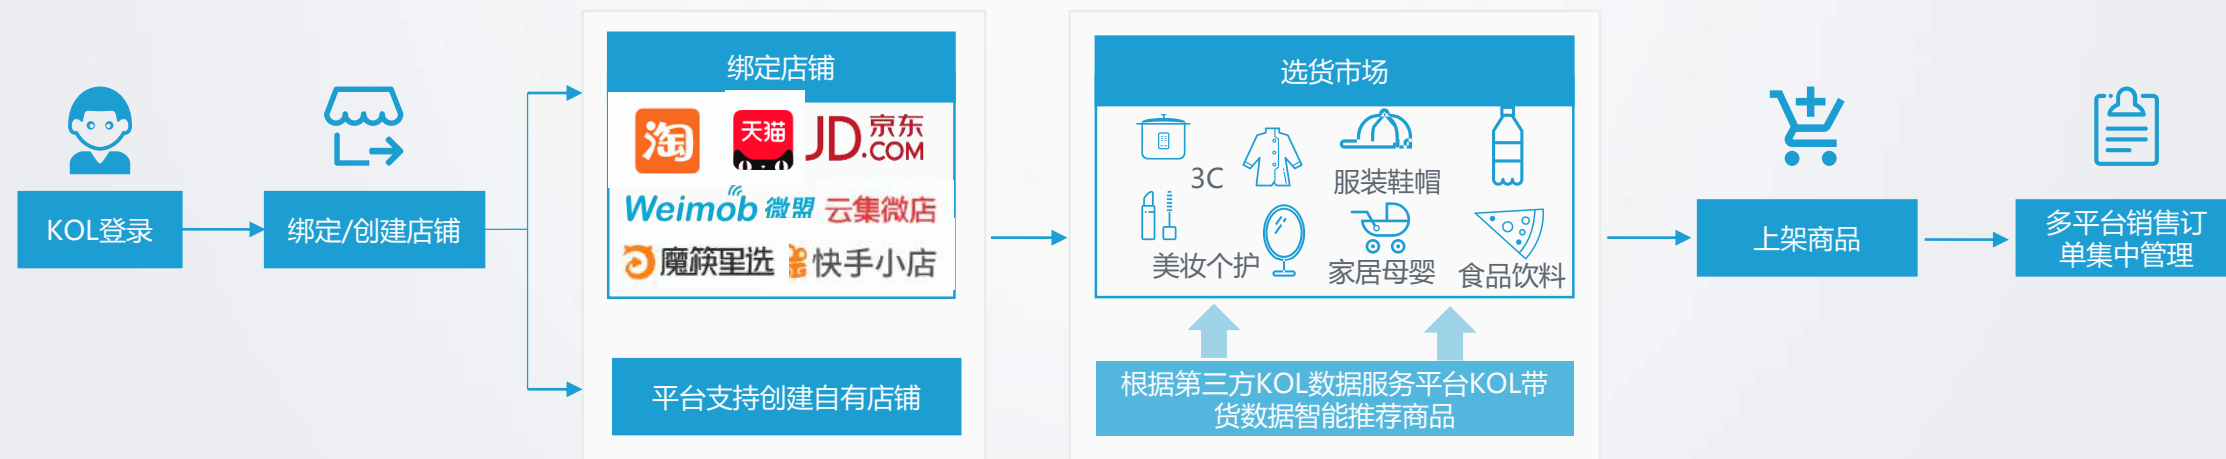 KOL登录
绑定/创建店铺
绑定店铺
淘
天猫
JD.COM 京东
Weimob 微盟
云集微店
魔筷星选
快手小店
平台支持创建自有店铺
选货市场
3C
服装鞋帽
美妆个护
家居母婴
食品饮料
根据第三方KOL数据服务平台KOL带
货数据智能推荐商品
上架商品
多平台销售订
单集中管理